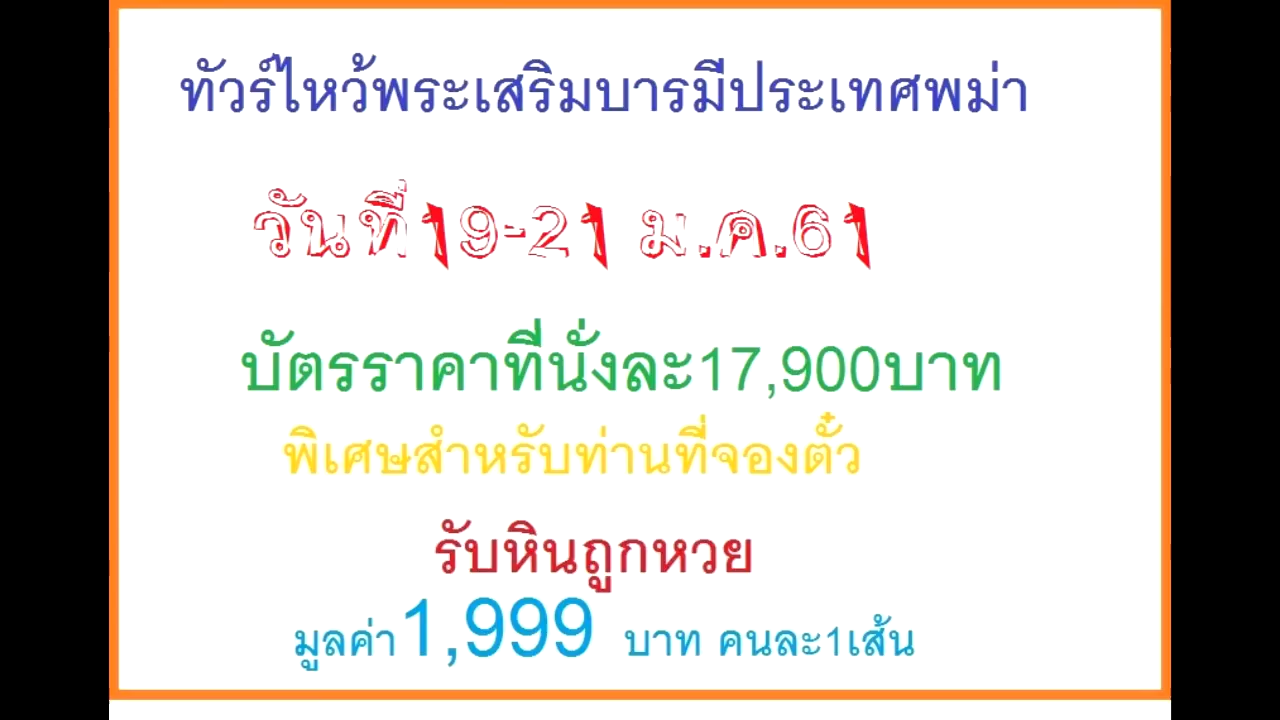 ทัวร์ไหว้พระเสริมบารมีประเทศพม่า
วันที่19-21 ม.ค.61
บัตรราคาที่นั่งละ17,900บาท
พิเศษสำหรับท่านที่จองตั๋ว
รับหินถูกหวย
มูลค่า1,999 บาท คนละ1เส้น